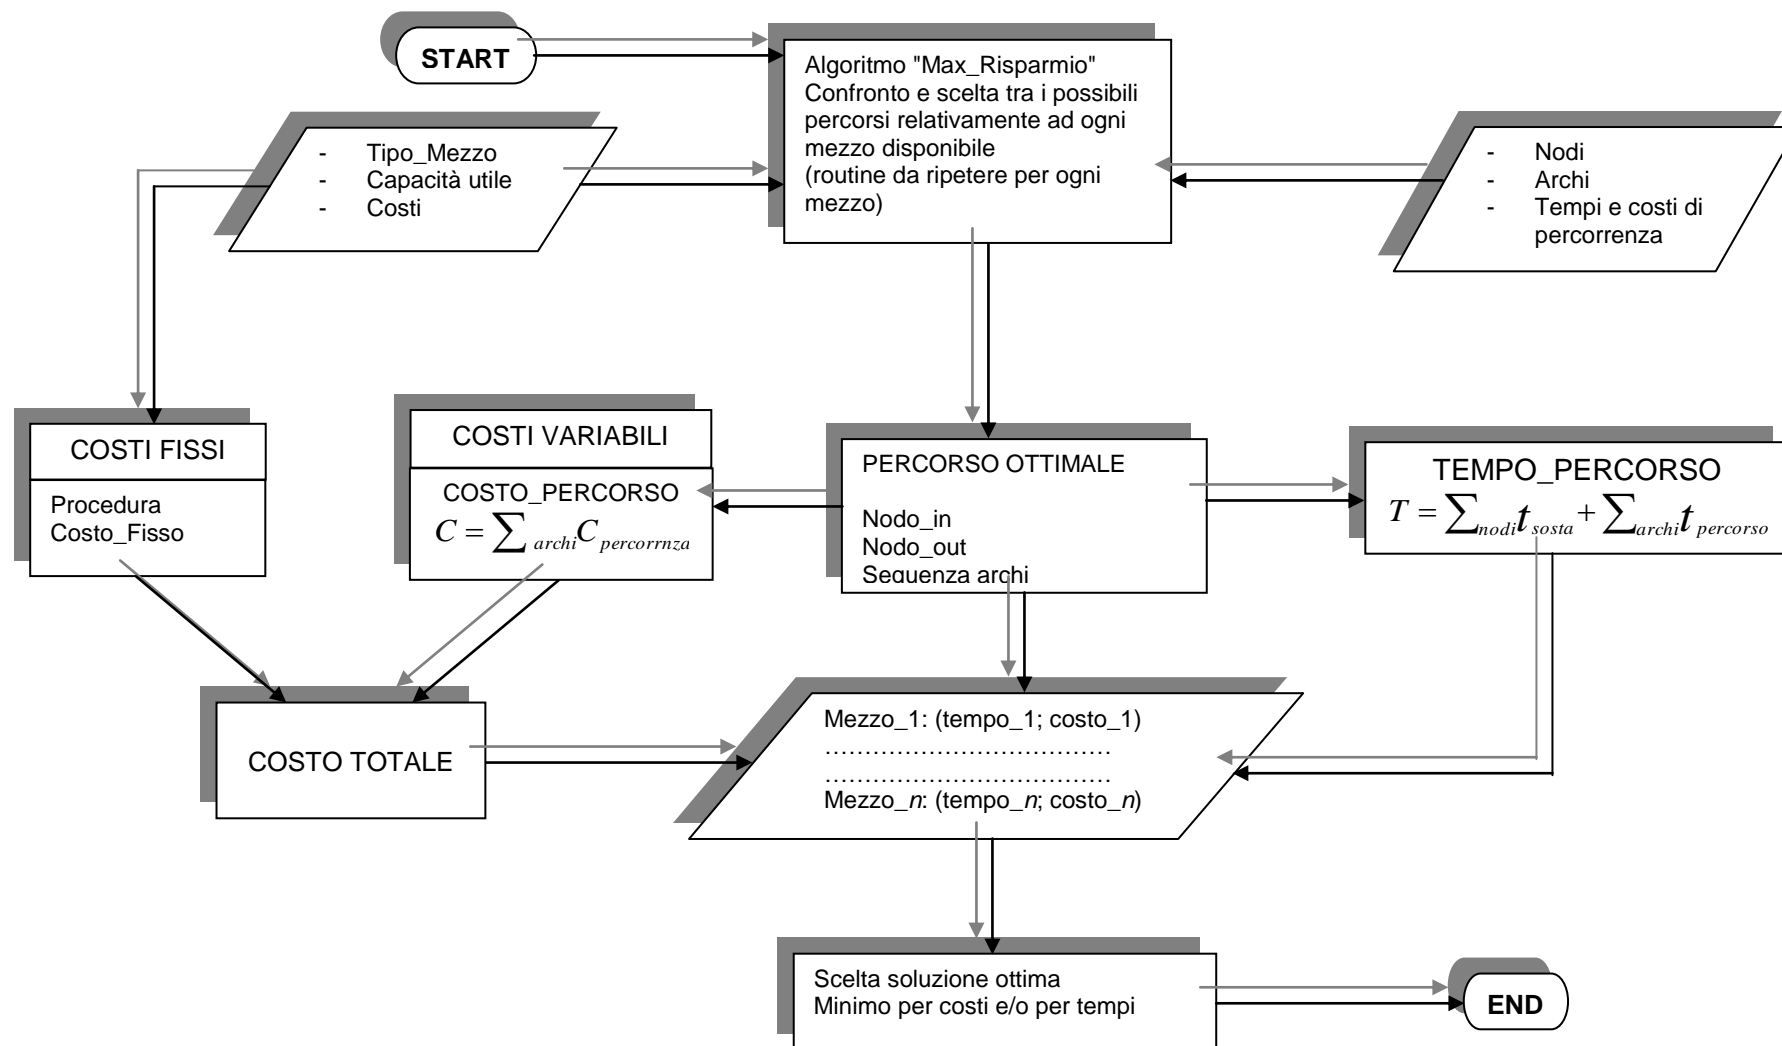 START
Algoritmo "Max_Risparmio"
Confronto e scelta tra i possibili
percorsi relativamente ad ogni
mezzo disponibile
(routine da ripetere per ogni
mezzo)
- Tipo_Mezzo
- Capacità utile
- Costi
- Nodi
- Archi
- Tempi e costi di
percorrenza
COSTI FISSI
Procedura
Costo_Fisso
COSTI VARIABILI
COSTO_PERCORSO
C = ∑ archi C percorrnza
PERCORSO OTTIMALE
Nodo_in
Nodo_out
Sequenza archi
TEMPO_PERCORSO
T = ∑ nodi t sosta + ∑ archi t percorso
COSTO TOTALE
Mezzo_1: (tempo_1; costo_1)
………………………………
………………………………
Mezzo_n: (tempo_n; costo_n)
Scelta soluzione ottima
Minimo per costi e/o per tempi
END